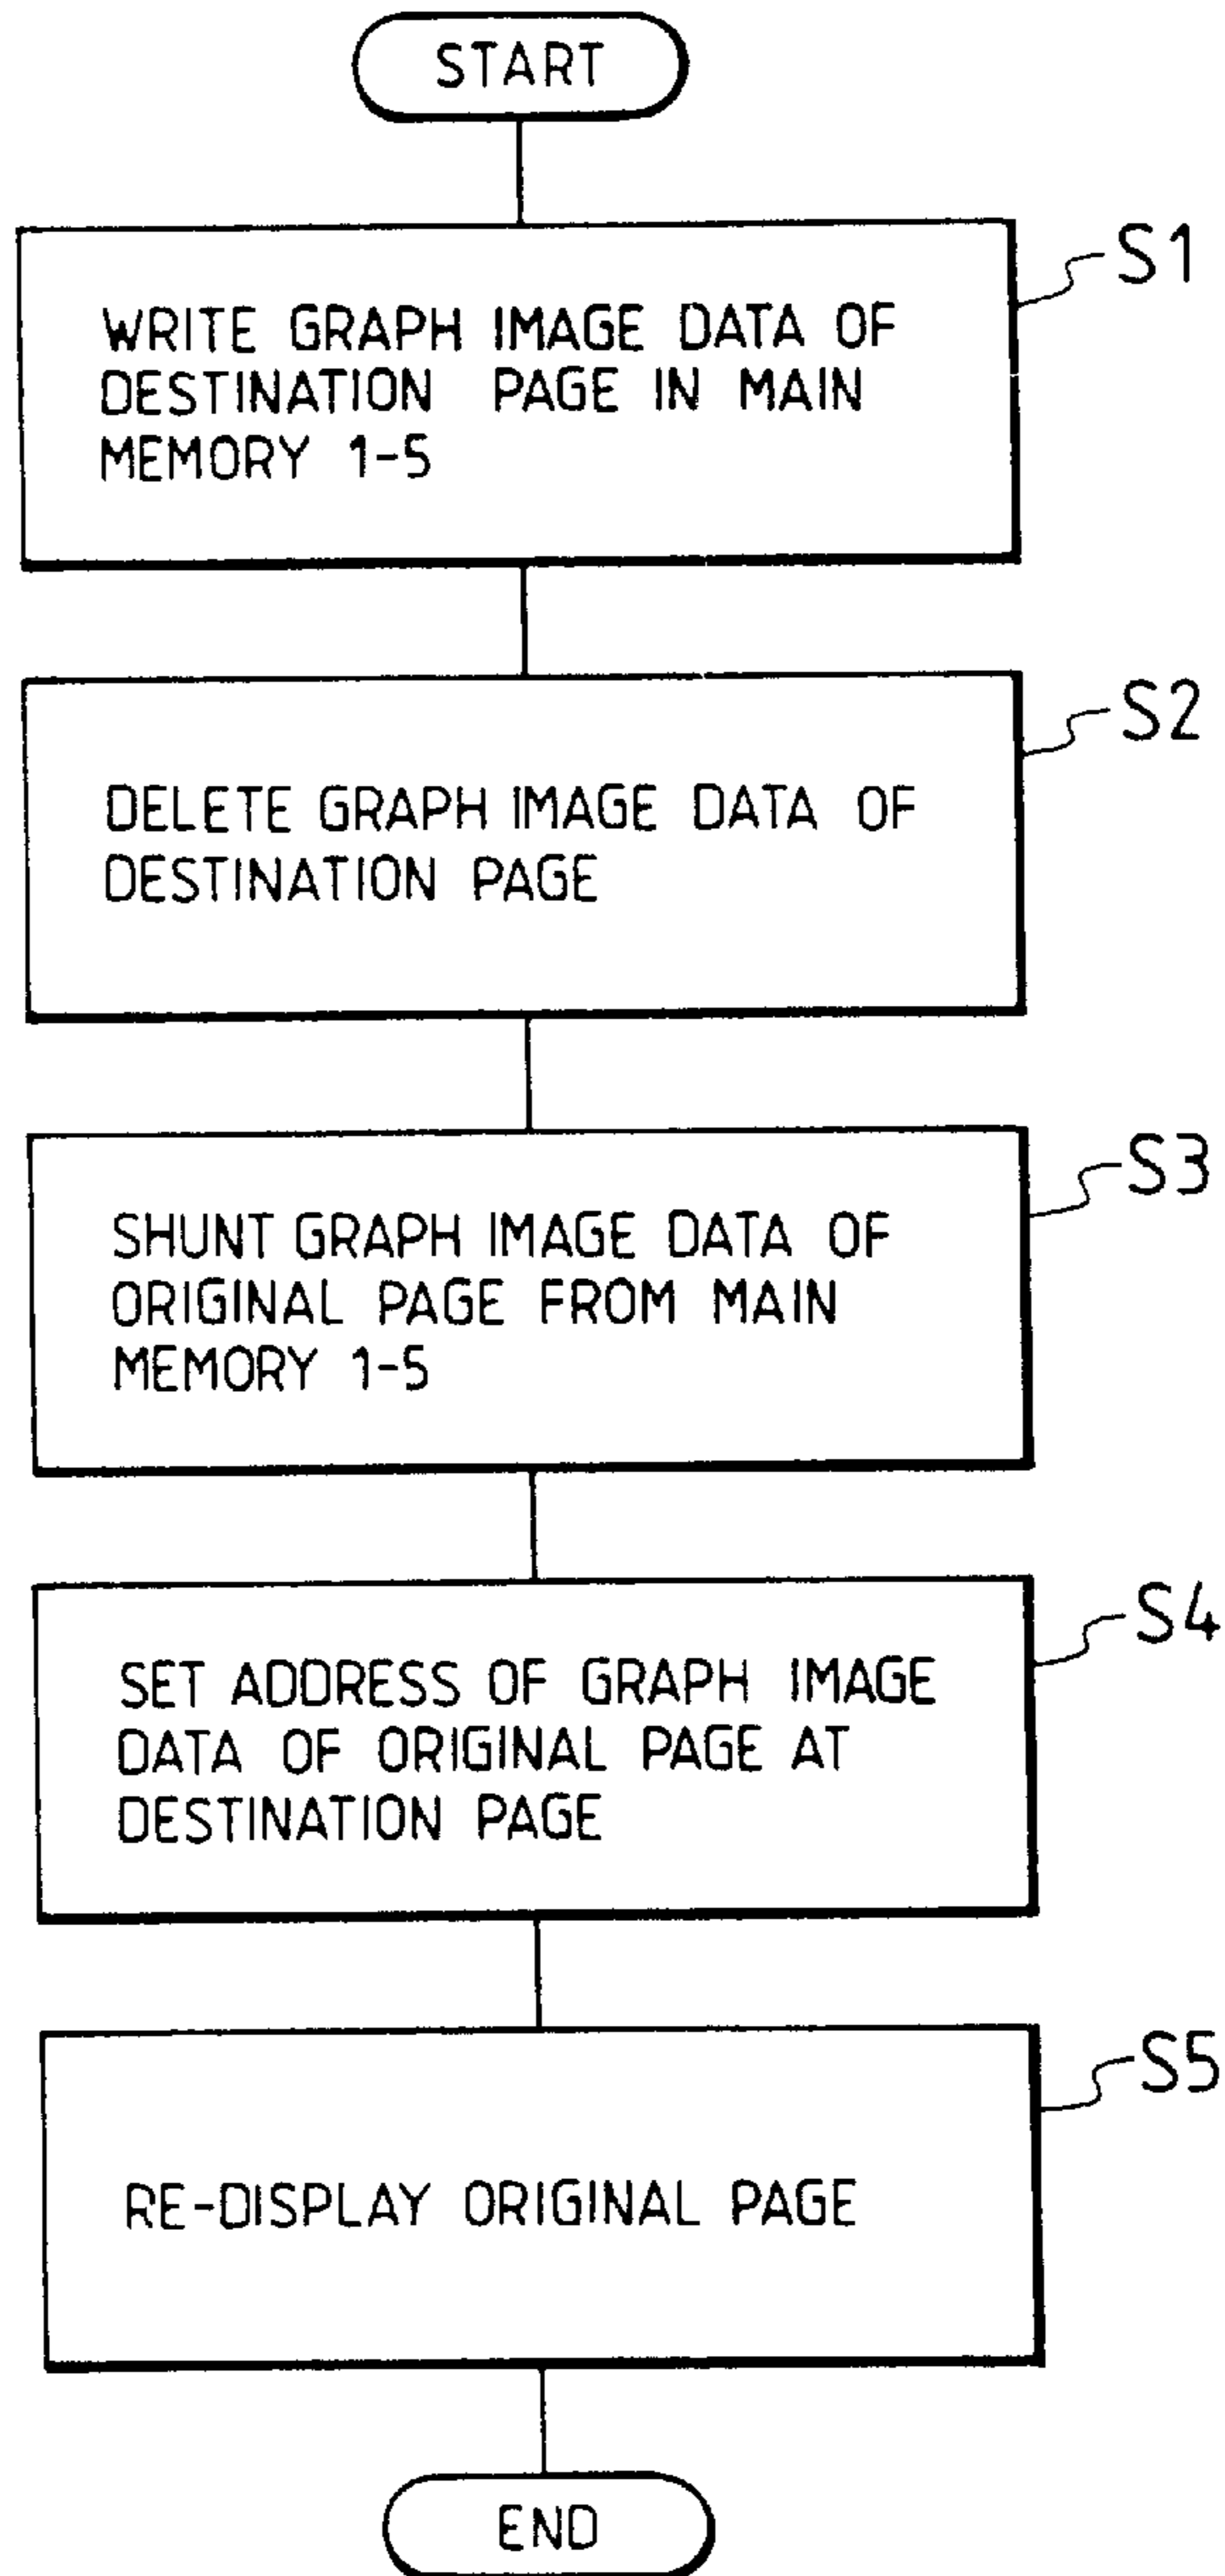 START
S1
WRITE GRAPH IMAGE DATA OF
DESTINATION PAGE IN MAIN
MEMORY 1-5
S2
DELETE GRAPH IMAGE DATA OF
DESTINATION PAGE
S3
SHUNT GRAPH IMAGE DATA OF
ORIGINAL PAGE FROM MAIN
MEMORY 1-5
S4
SET ADDRESS OF GRAPH IMAGE
DATA OF ORIGINAL PAGE AT
DESTINATION PAGE
S5
RE-DISPLAY ORIGINAL PAGE
END